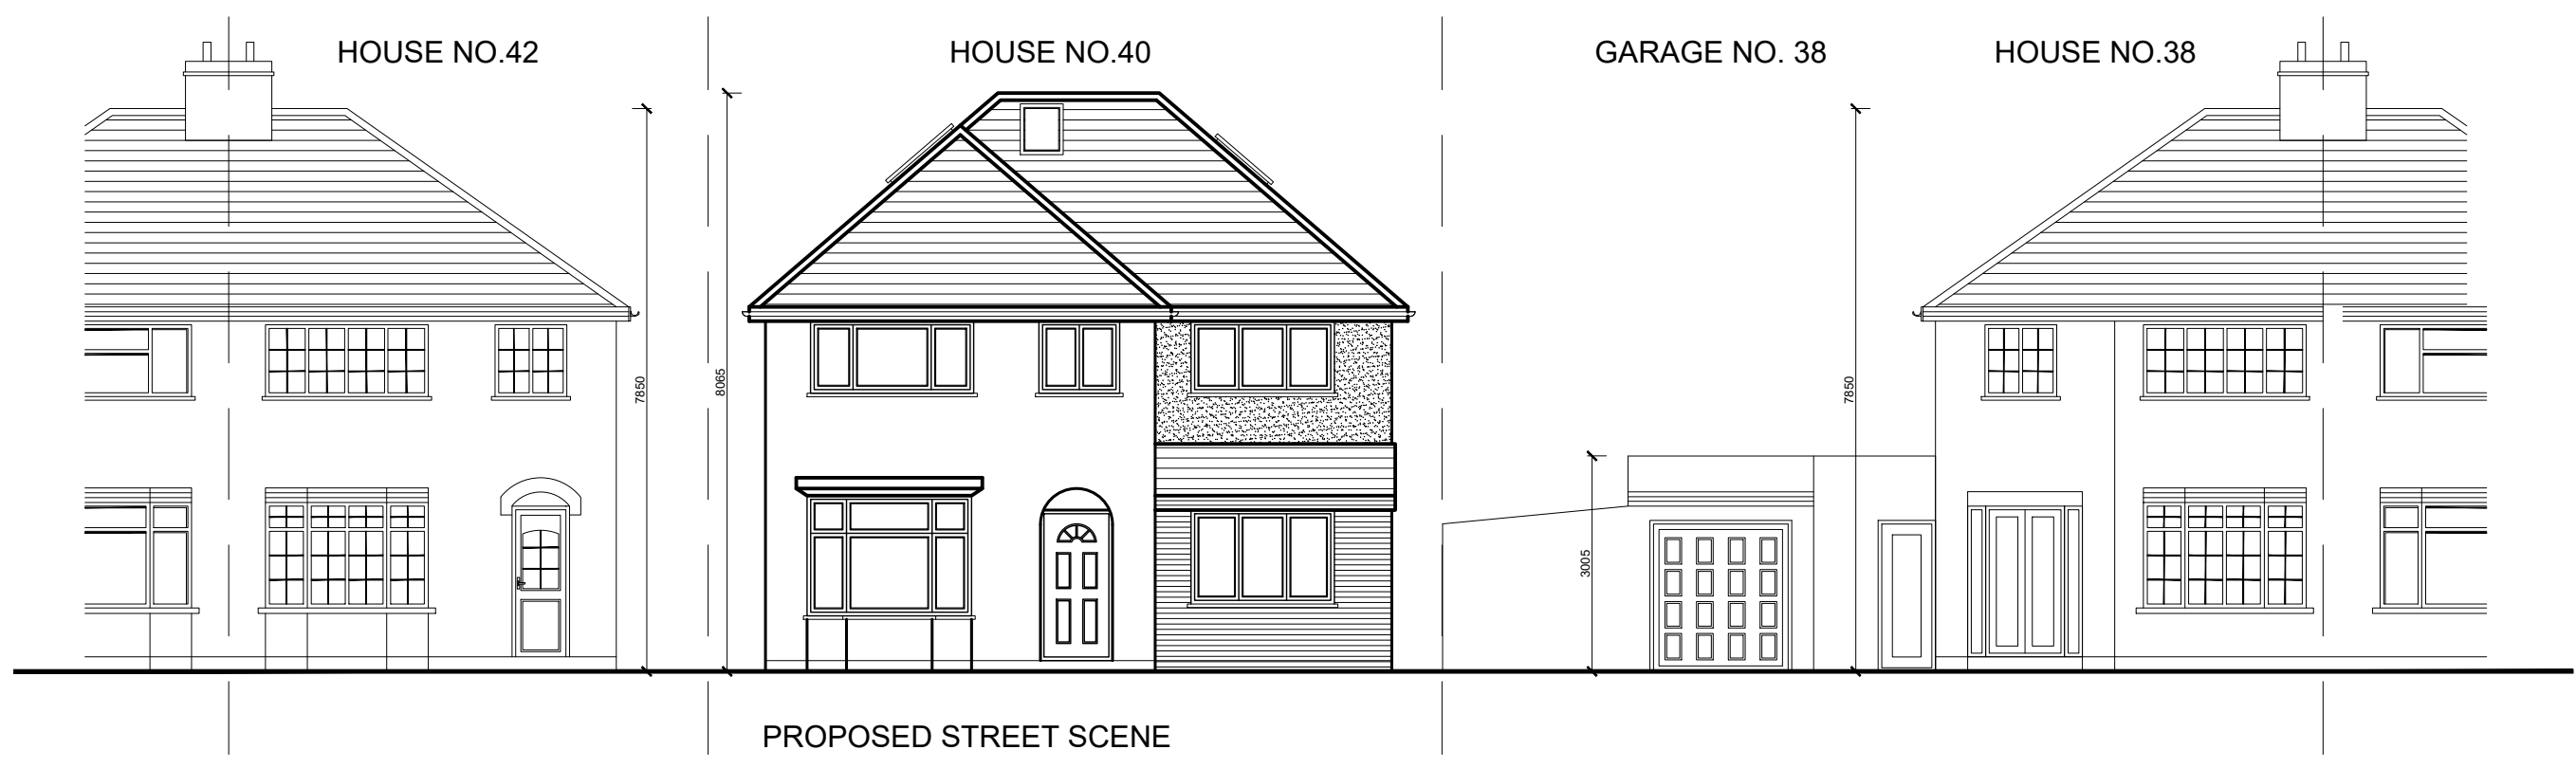 HOUSE NO.42
HOUSE NO.40
GARAGE NO. 38
HOUSE NO.38
7850
8065
3005
7850
PROPOSED STREET SCENE